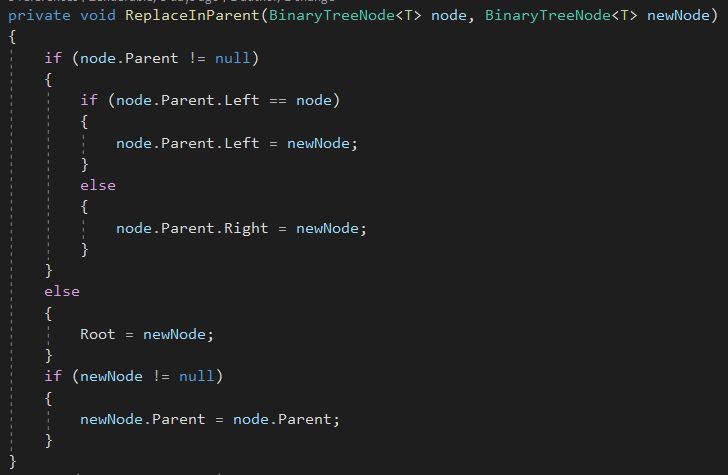 private void ReplaceInParent(BinaryTreeNode<T> node, BinaryTreeNode<T> newNode)
{
    if (node.Parent != null)
    {
        if (node.Parent.Left == node)
        {
            node.Parent.Left = newNode;
        }
        else
        {
            node.Parent.Right = newNode;
        }
    }
    else
    {
        Root = newNode;
    }
    if (newNode != null)
    {
        newNode.Parent = node.Parent;
    }
}